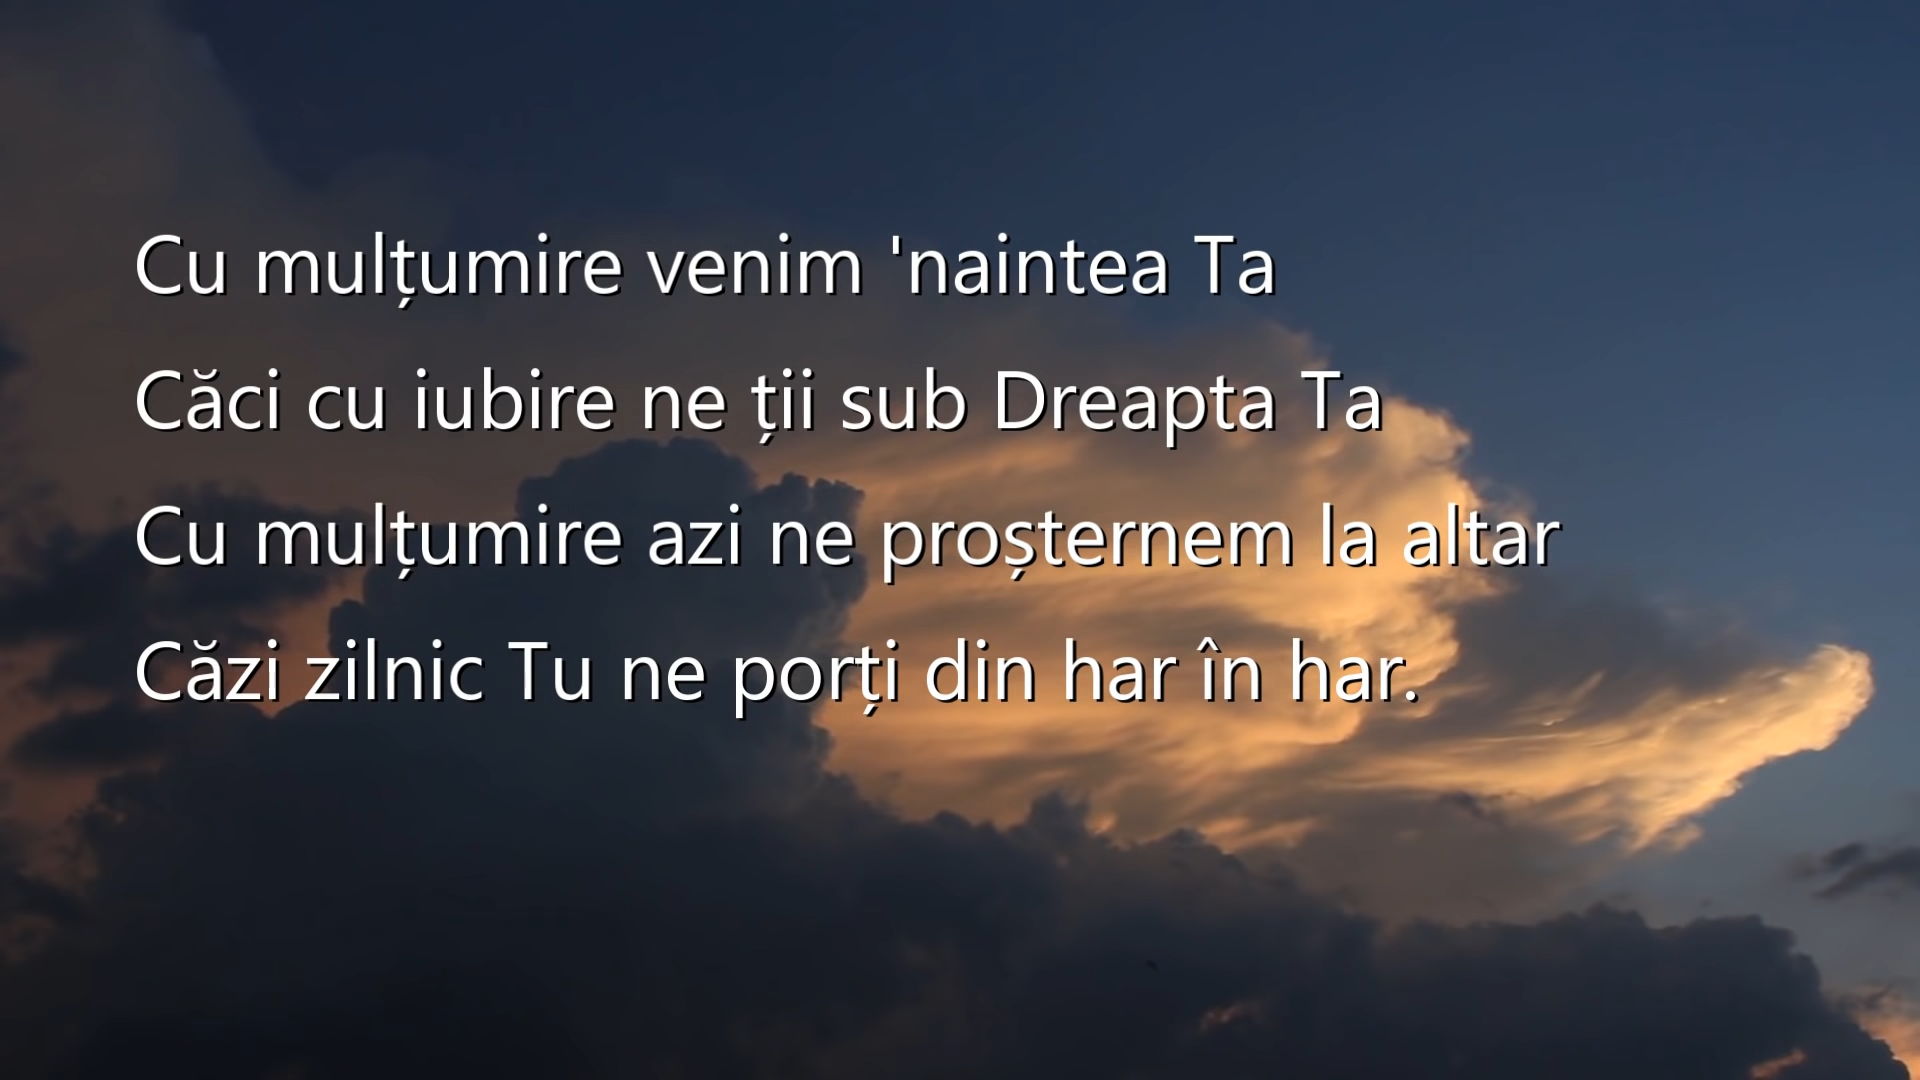 Cu mulțumire venim 'naintea Ta
Căci cu iubire ne ții sub Dreapta Ta
Cu mulțumire azi ne proșternem la altar
Căzi zilnic Tu ne porți din har în har.